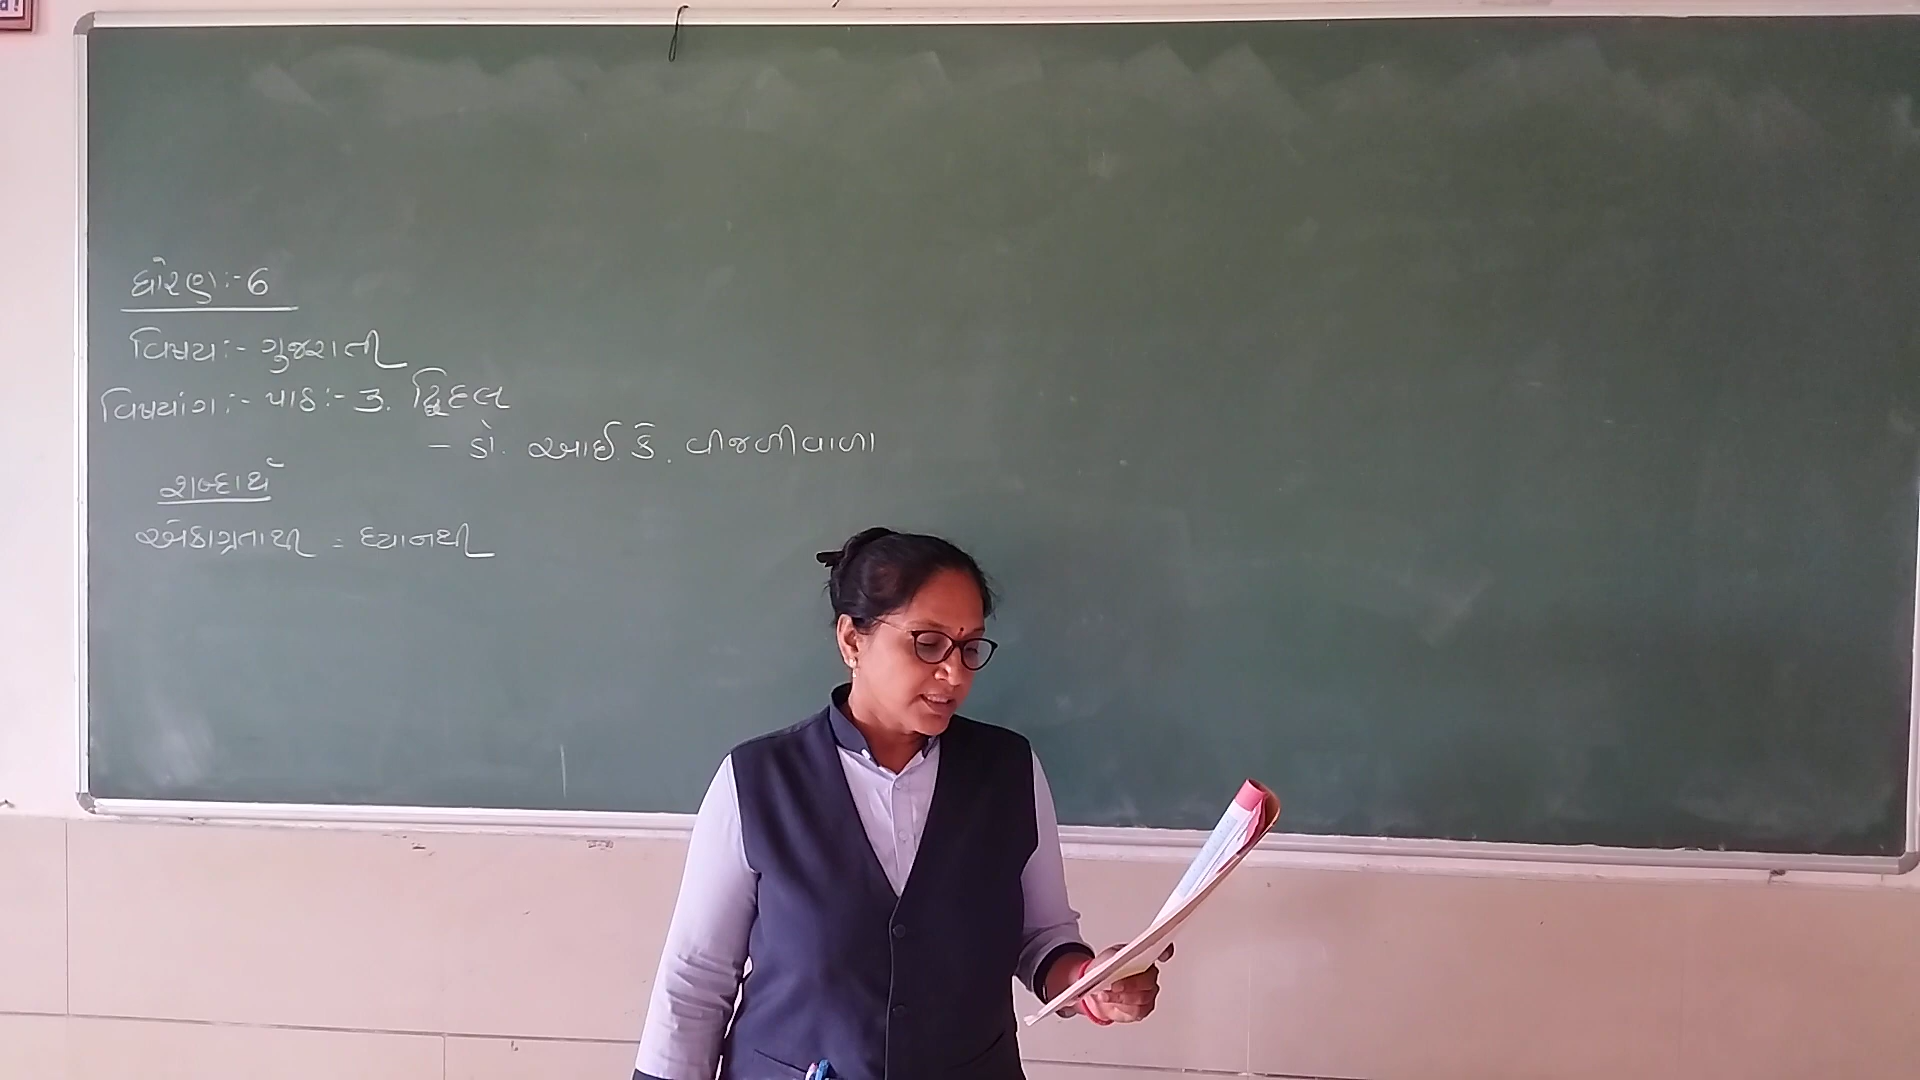 ધોરણ:- 6
વિષય:- ગુજરાતી
વિષયાંગ:- પાઠ:- 3. દ્વિદલ
- ડૉ. આઈ. કે. વીજળીવાળા
શબ્દાર્થ
એકાગ્રતાથી = ધ્યાનથી